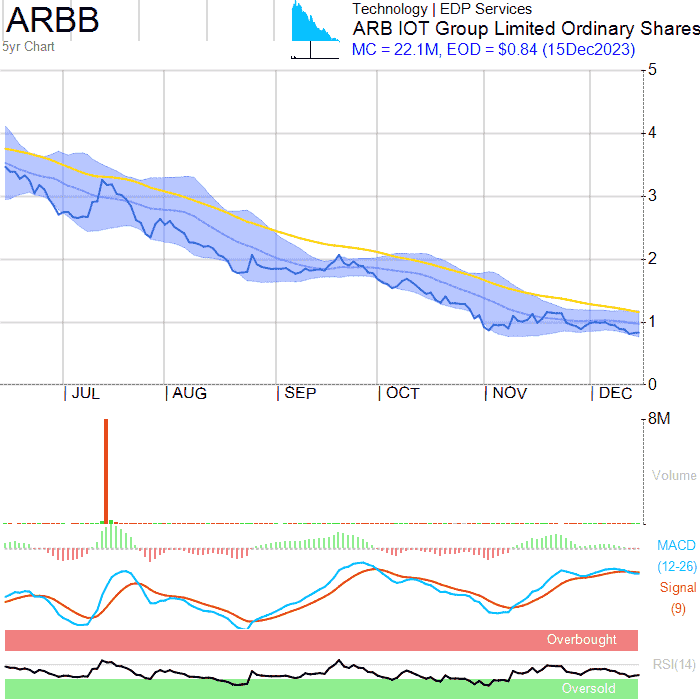 ARBB
5yr Chart
Technology | EDP Services
ARB IOT Group Limited Ordinary Shares
MC = 22.1M, EOD = $0.84 (15Dec2023)
5
4
3
2
1
0
JUL
AUG
SEP
OCT
NOV
DEC
8M
Volume
MACD
(12-26)
Signal
(9)
Overbought
RSI(14)
Oversold